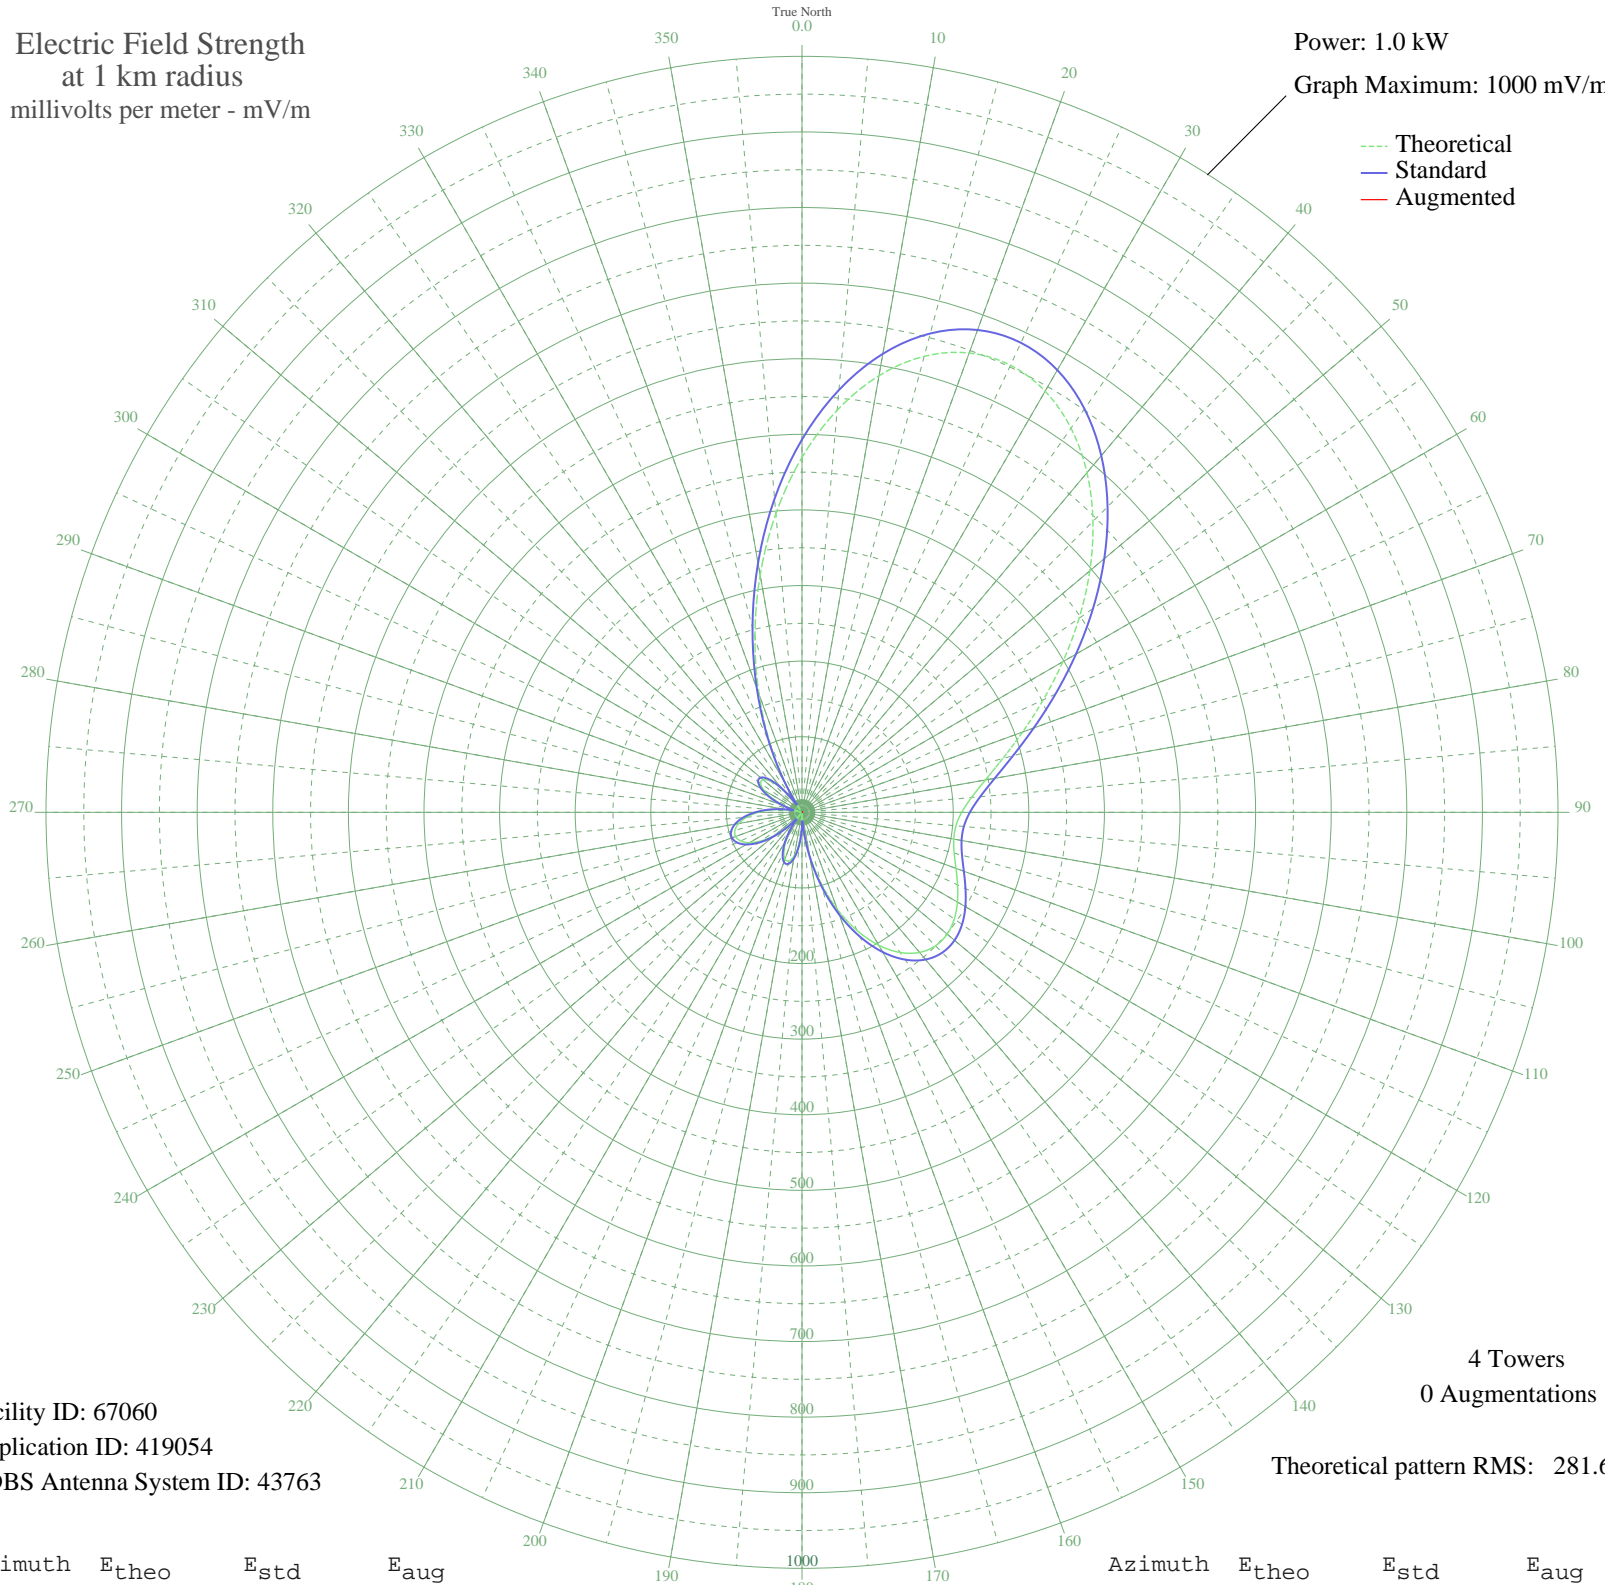 True North
0.0
Electric Field Strength
at 1 km radius
millivolts per meter - mV/m
Power: 1.0 kW
Graph Maximum: 1000 mV/m
Theoretical
Standard
Augmented
10
20
30
40
50
60
70
80
90
100
110
120
130
140
150
160
170
190
200
210
220
230
240
250
260
270
280
290
300
310
320
330
340
350
200
300
400
500
600
700
800
900
1000
4 Towers
0 Augmentations
Theoretical pattern RMS: 281.6
cility ID: 67060
plication ID: 419054
DBS Antenna System ID: 43763
imuth Etheo Estd Eaug
Azimuth Etheo Estd Eaug